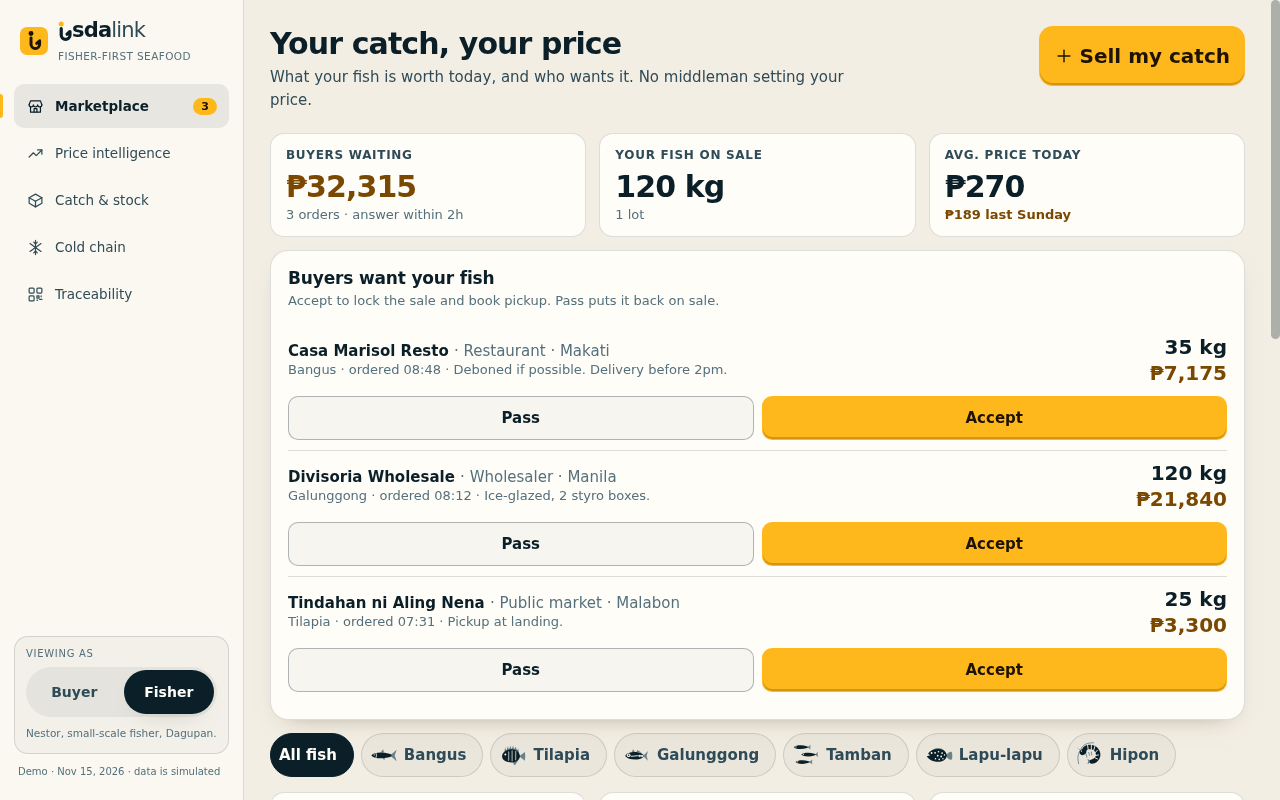 isdalink
FISHER-FIRST SEAFOOD
Marketplace 3
Price intelligence
Catch & stock
Cold chain
Traceability
VIEWING AS
Buyer Fisher
Nestor, small-scale fisher, Dagupan.
Demo · Nov 15, 2026 · data is simulated
Your catch, your price
What your fish is worth today, and who wants it. No middleman setting your
price.
+ Sell my catch
BUYERS WAITING
₱32,315
3 orders · answer within 2h
YOUR FISH ON SALE
120 kg
1 lot
AVG. PRICE TODAY
₱270
₱189 last Sunday
Buyers want your fish
Accept to lock the sale and book pickup. Pass puts it back on sale.
Casa Marisol Resto · Restaurant · Makati
Bangus · ordered 08:48 · Deboned if possible. Delivery before 2pm.
35 kg
₱7,175
Pass Accept
Divisoria Wholesale · Wholesaler · Manila
Galunggong · ordered 08:12 · Ice-glazed, 2 styro boxes.
120 kg
₱21,840
Pass Accept
Tindahan ni Aling Nena · Public market · Malabon
Tilapia · ordered 07:31 · Pickup at landing.
25 kg
₱3,300
Pass Accept
All fish Bangus Tilapia Galunggong Tamban Lapu-lapu Hipon